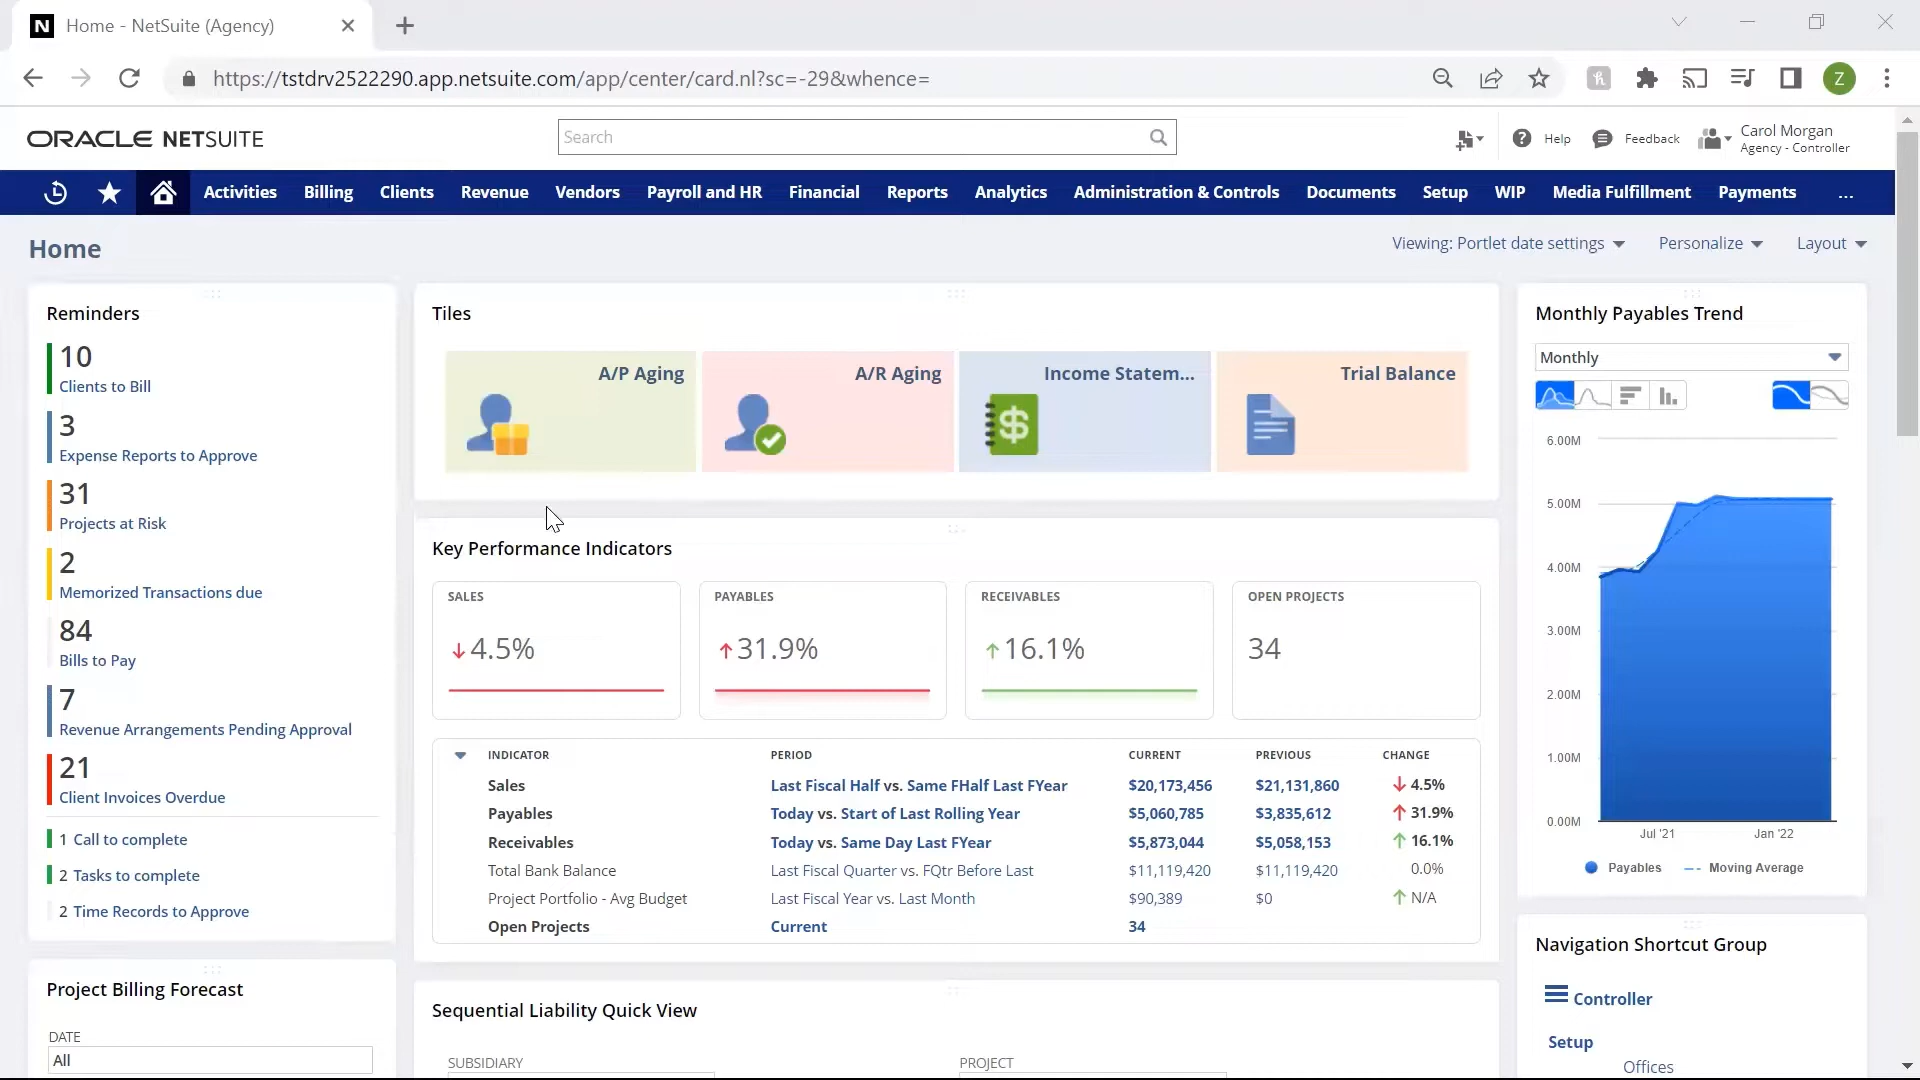 N Home - NetSuite (Agency)
https://tstdrv2522290.app.netsuite.com/app/center/card.nl?sc=-29&whence=
Z
ORACLE NETSUITE
Search
Help
Feedback
Carol Morgan
Agency - Controller
Activities Billing Clients Revenue Vendors Payroll and HR Financial Reports Analytics Administration & Controls Documents Setup WIP Media Fulfillment Payments ...
Home
Viewing: Portlet date settings
Personalize
Layout
Reminders
10
Clients to Bill
3
Expense Reports to Approve
31
Projects at Risk
2
Memorized Transactions due
84
Bills to Pay
7
Revenue Arrangements Pending Approval
21
Client Invoices Overdue
1 Call to complete
2 Tasks to complete
2 Time Records to Approve
Project Billing Forecast
DATE
All
Tiles
A/P Aging
A/R Aging
Income Statem...
Trial Balance
Key Performance Indicators
SALES
4.5%
PAYABLES
31.9%
RECEIVABLES
16.1%
OPEN PROJECTS
34
INDICATOR PERIOD CURRENT PREVIOUS CHANGE
Sales Last Fiscal Half vs. Same FHalf Last FYear $20,173,456 $21,131,860 4.5%
Payables Today vs. Start of Last Rolling Year $5,060,785 $3,835,612 31.9%
Receivables Today vs. Same Day Last FYear $5,873,044 $5,058,153 16.1%
Total Bank Balance Last Fiscal Quarter vs. FQtr Before Last $11,119,420 $11,119,420 0.0%
Project Portfolio - Avg Budget Last Fiscal Year vs. Last Month $90,389 $0 N/A
Open Projects Current 34
Sequential Liability Quick View
SUBSIDIARY
PROJECT
Monthly Payables Trend
Monthly
6.00M
5.00M
4.00M
3.00M
2.00M
1.00M
0.00M
Jul '21 Jan '22
Payables Moving Average
Navigation Shortcut Group
Controller
Setup
Offices